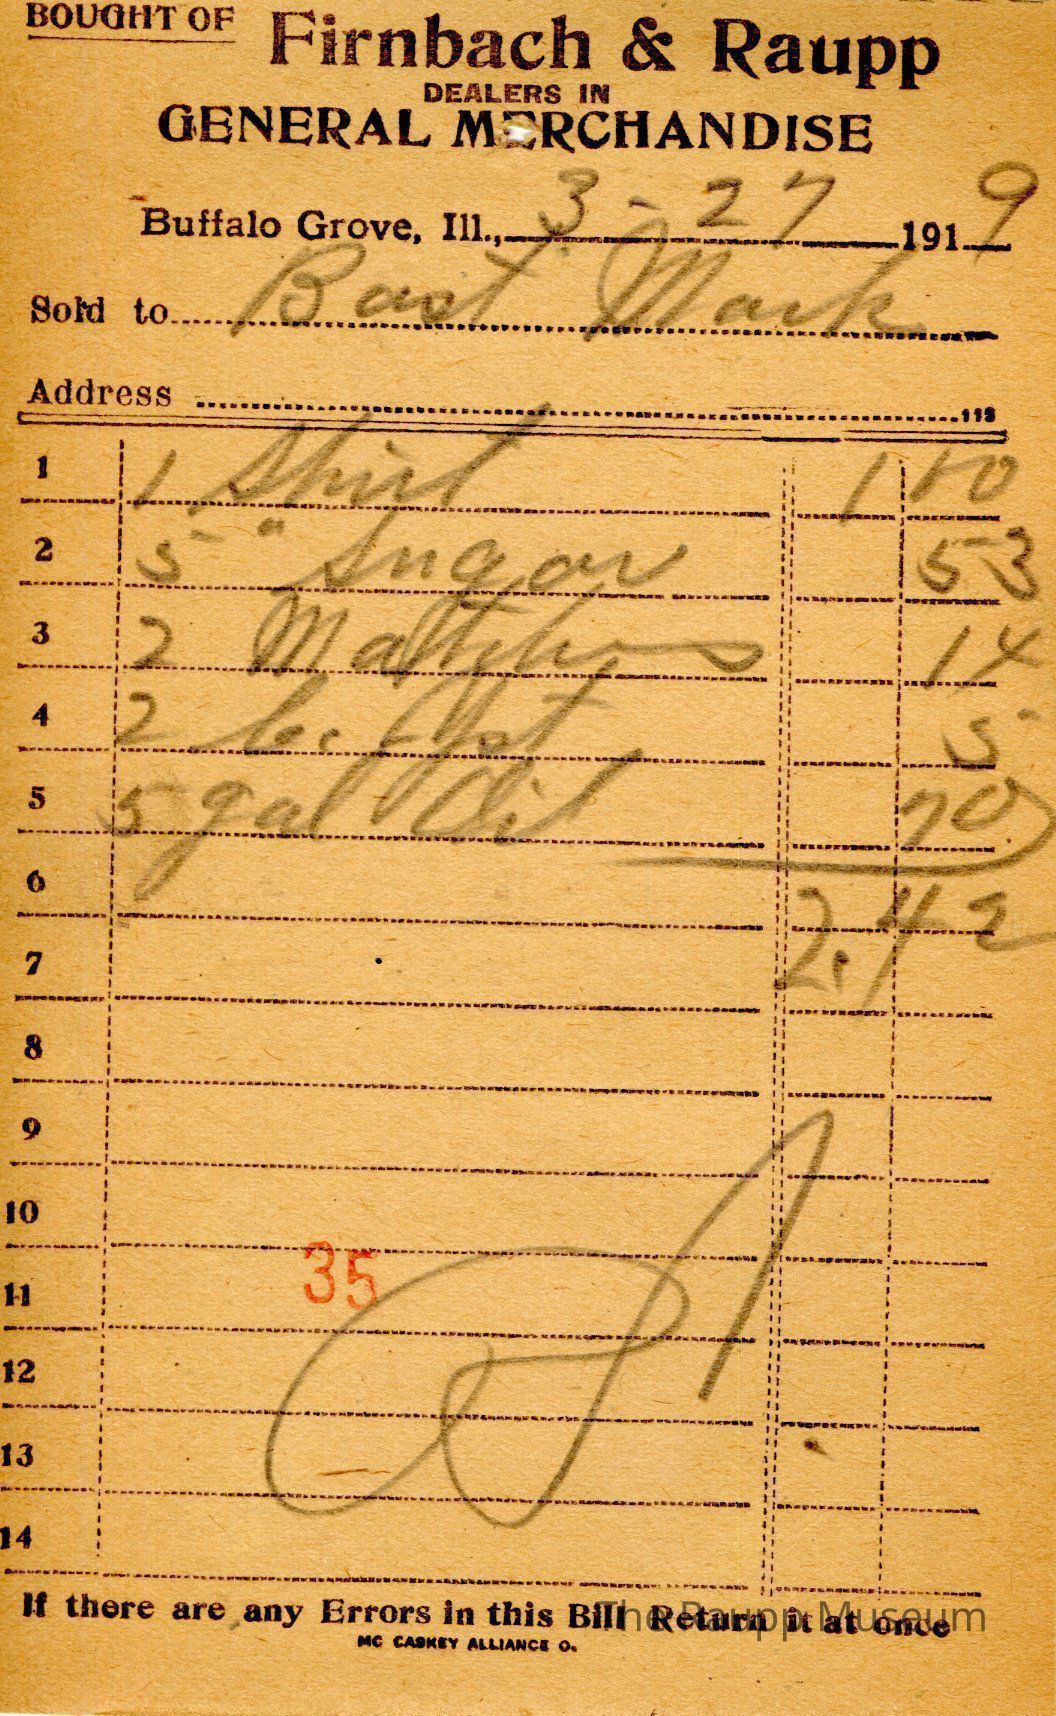 BOUGHT OF Firnbach & Raupp
DEALERS IN
GENERAL MERCHANDISE
Buffalo Grove, Ill., 3-27 1919
Sold to Bast Mark
Address 113
1 1 Shirt 1 00
2 5 " Sugar 53
3 2 Matches 14
4 2 5
5 5 gal Oil 70
6 2.42
7
8
9
10
35
11
12
13
14
If there are any Errors in this Bill Return it at once
The Raupp Museum
MC CASKEY ALLIANCE O.